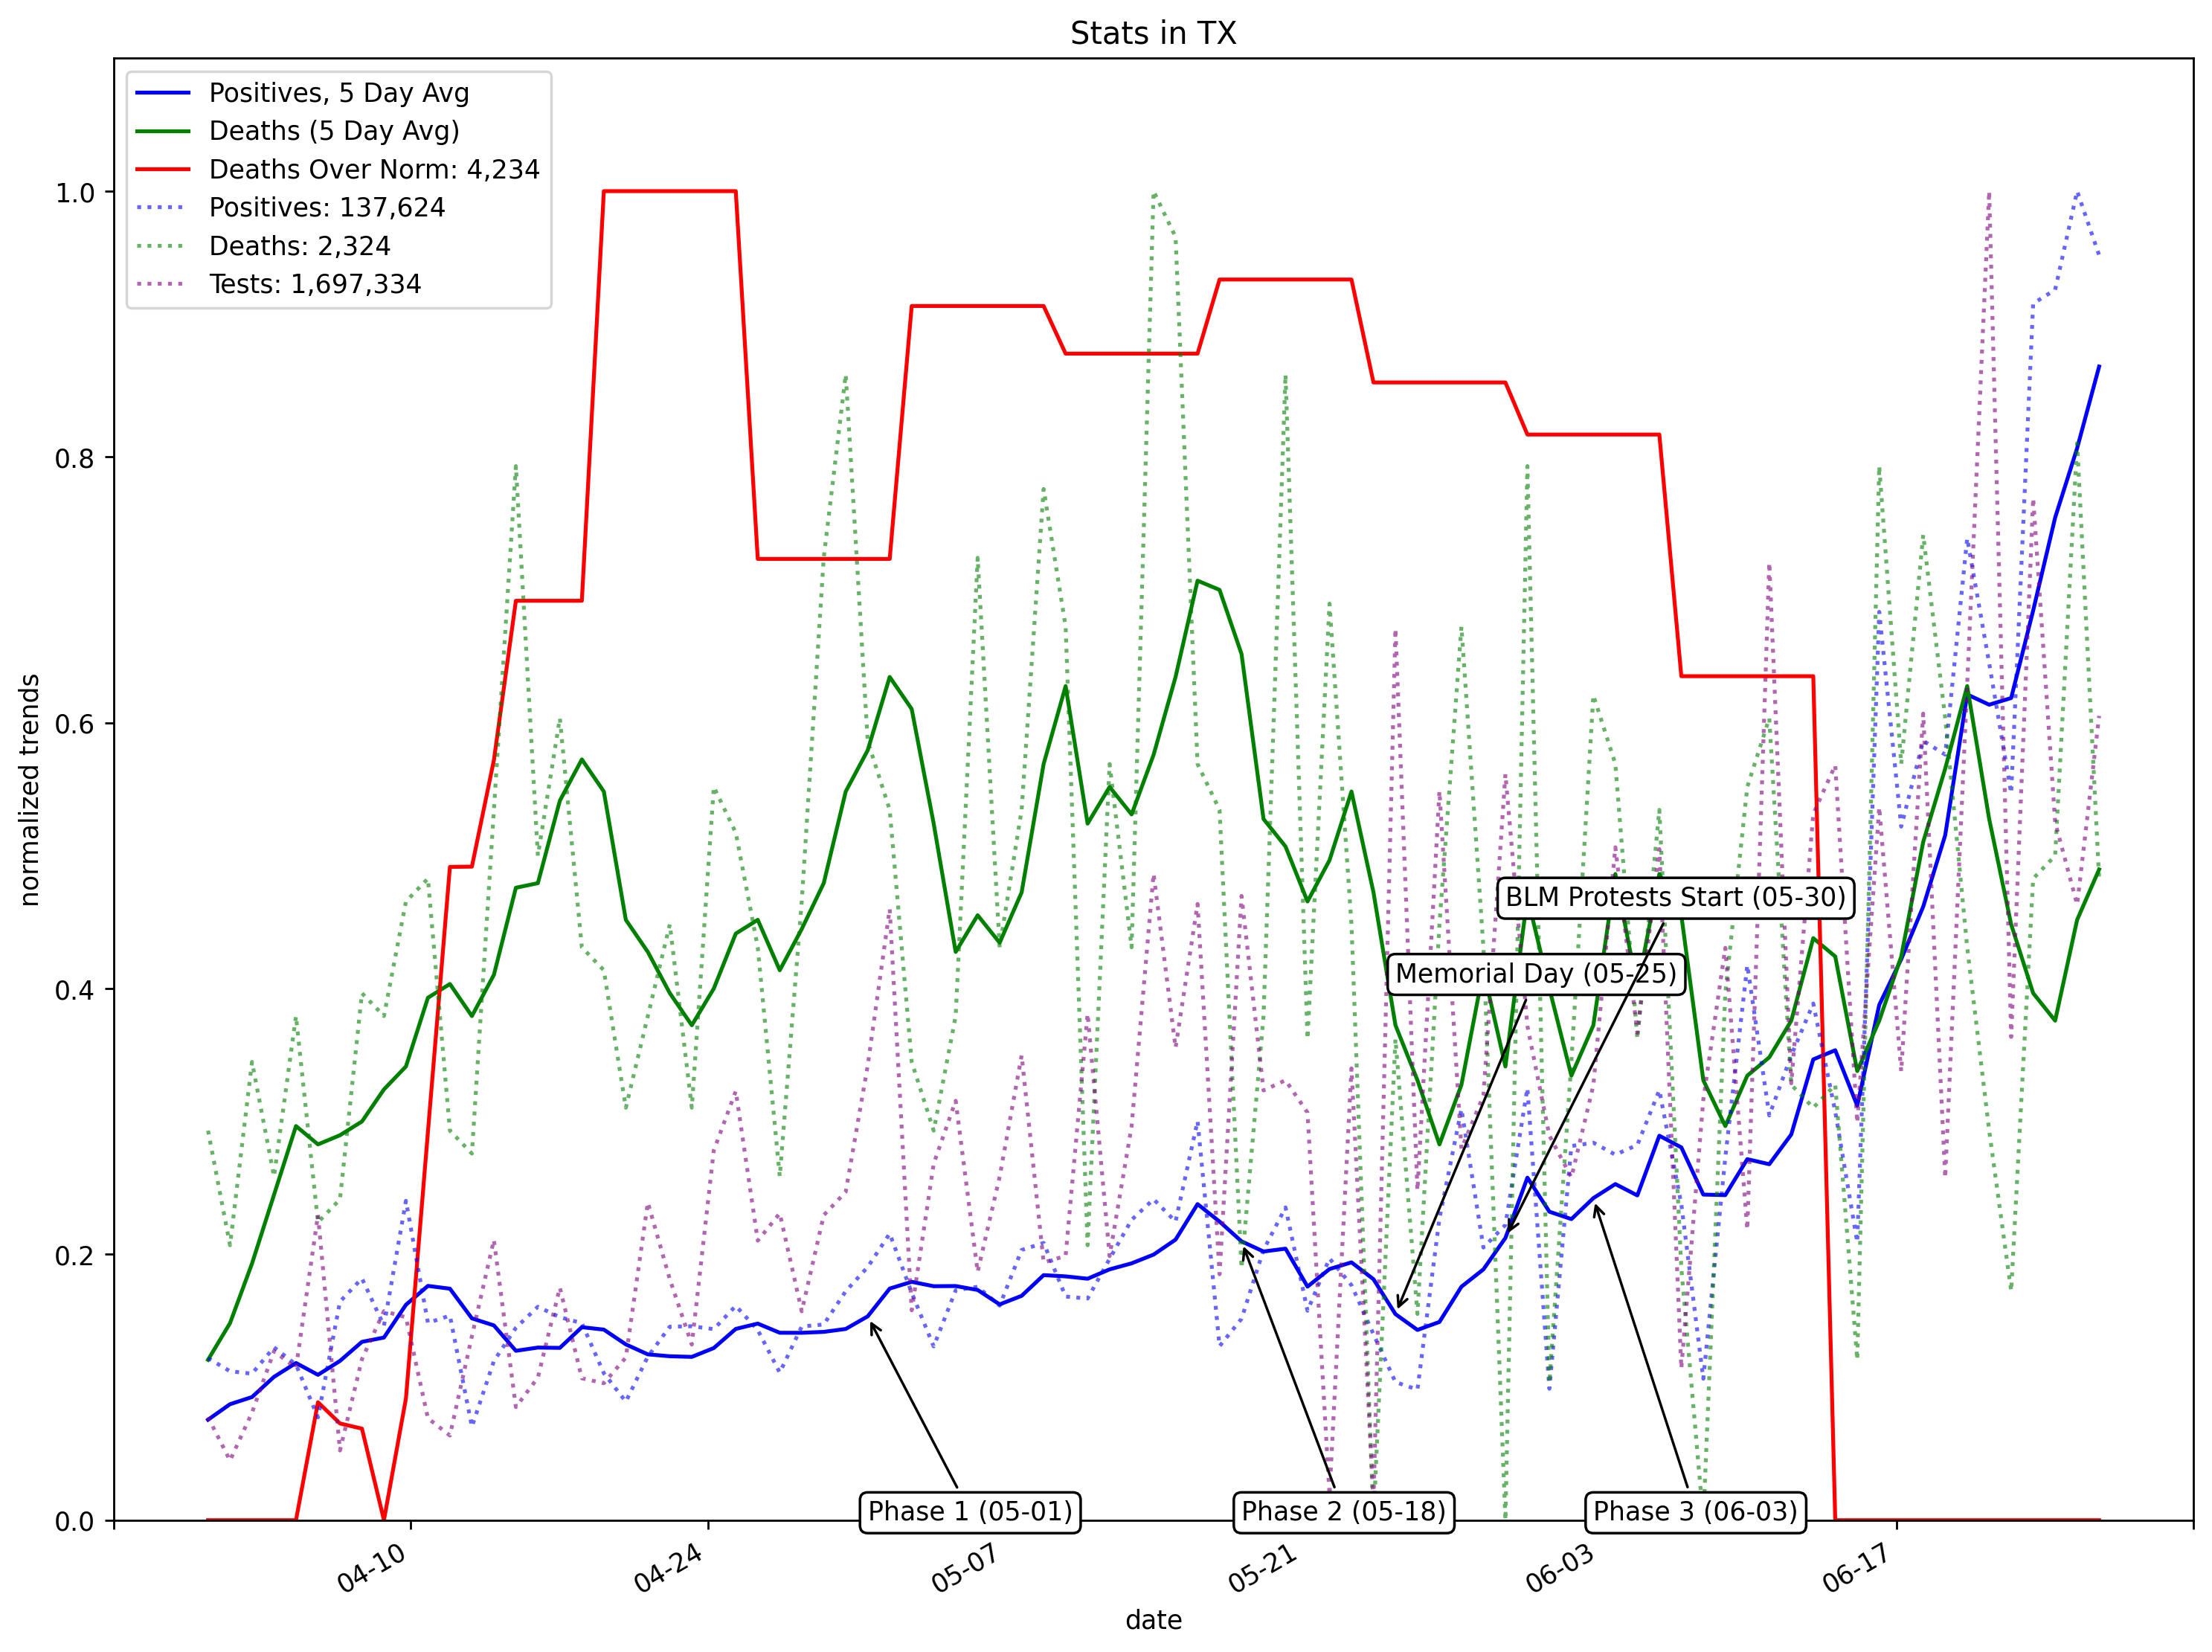 Stats in TX
Positives, 5 Day Avg
Deaths (5 Day Avg)
Deaths Over Norm: 4,234
Positives: 137,624
Deaths: 2,324
Tests: 1,697,334
normalized trends
1.0
0.8
0.6
0.4
0.2
0.0
BLM Protests Start (05-30)
Memorial Day (05-25)
Phase 1 (05-01)
Phase 2 (05-18)
Phase 3 (06-03)
04-10
04-24
05-07
05-21
06-03
06-17
date